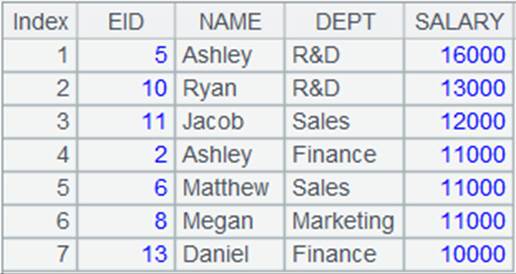 Index EID NAME DEPT SALARY
1 5 Ashley R&D 16000
2 10 Ryan R&D 13000
3 11 Jacob Sales 12000
4 2 Ashley Finance 11000
5 6 Matthew Sales 11000
6 8 Megan Marketing 11000
7 13 Daniel Finance 10000